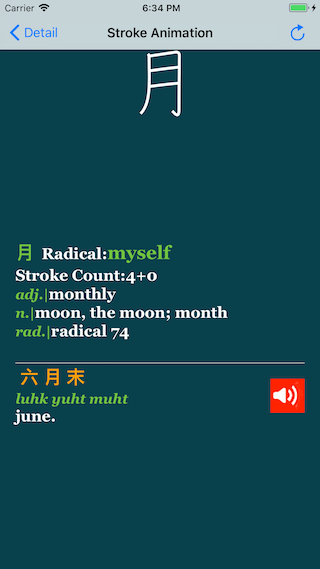 Carrier 6:34 PM
Detail Stroke Animation
月
月 Radical:myself
Stroke Count:4+0
adj.|monthly
n.|moon, the moon; month
rad.|radical 74
六月末
luhk yuht muht
june.